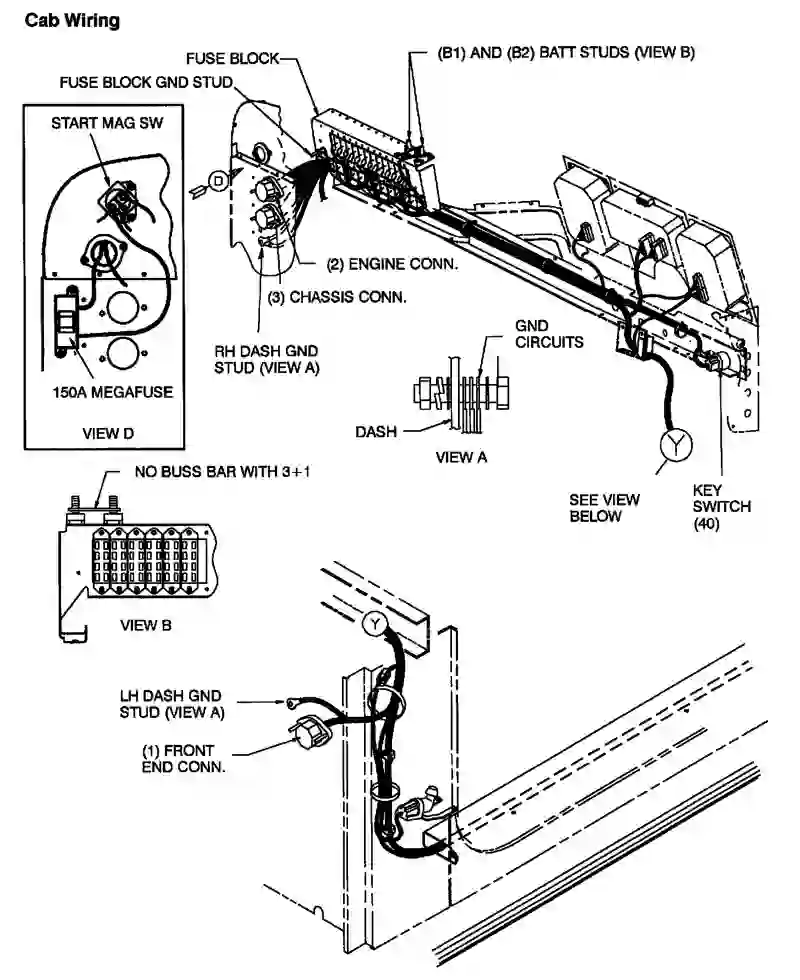 Cab Wiring
FUSE BLOCK
(B1) AND (B2) BATT STUDS (VIEW B)
FUSE BLOCK GND STUD
START MAG SW
D
(2) ENGINE CONN.
(3) CHASSIS CONN.
RH DASH GND
STUD (VIEW A)
GND
CIRCUITS
150A MEGAFUSE
VIEW D
DASH
VIEW A
Y
NO BUSS BAR WITH 3+1
SEE VIEW
BELOW
KEY
SWITCH
(40)
VIEW B
Y
LH DASH GND
STUD (VIEW A)
(1) FRONT
END CONN.